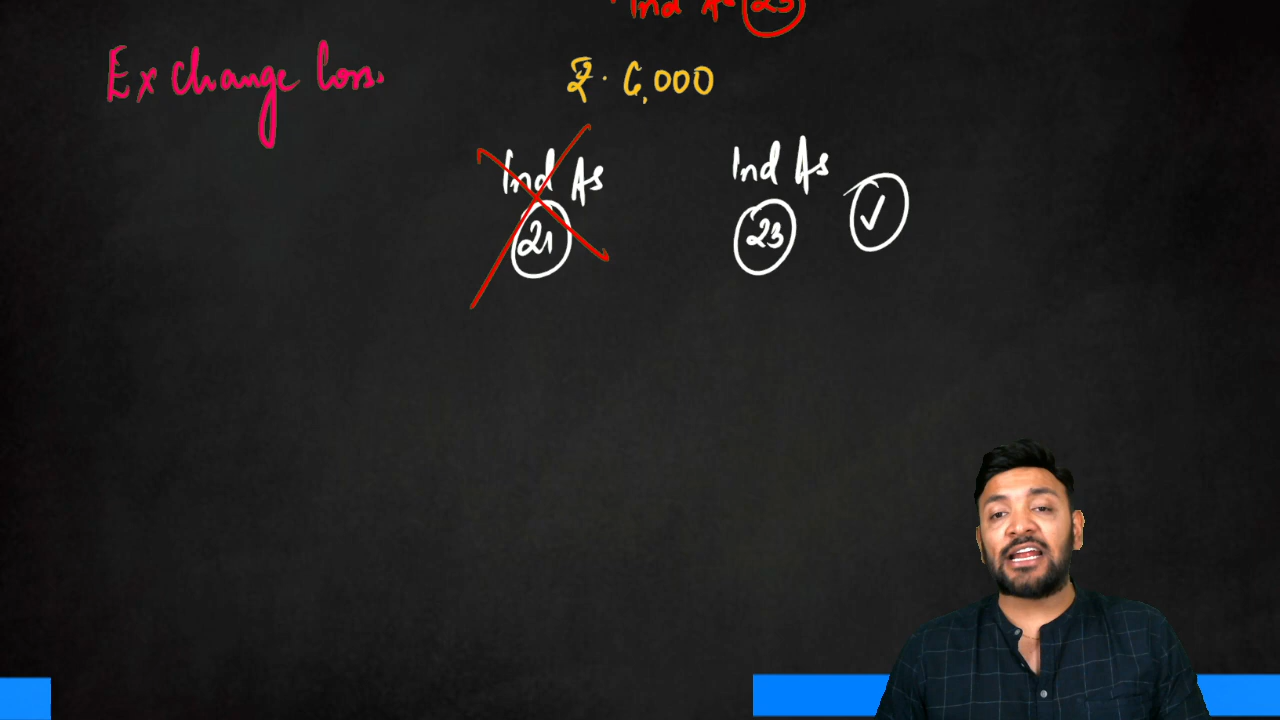 Ind As 23
Exchange loss. ₹. 6,000
Ind As Ind As
21 23